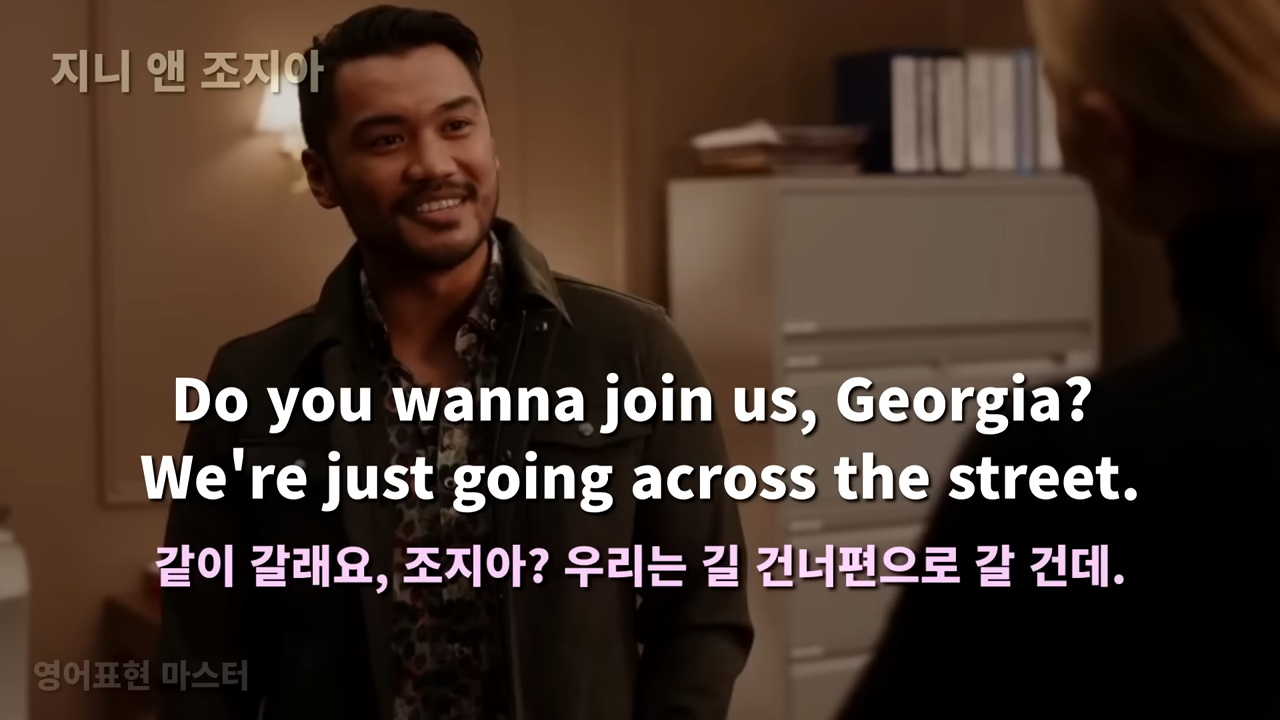 지니 앤 조지아
Do you wanna join us, Georgia?
We're just going across the street.
같이 갈래요, 조지아? 우리는 길 건너편으로 갈 건데.
영어표현 마스터